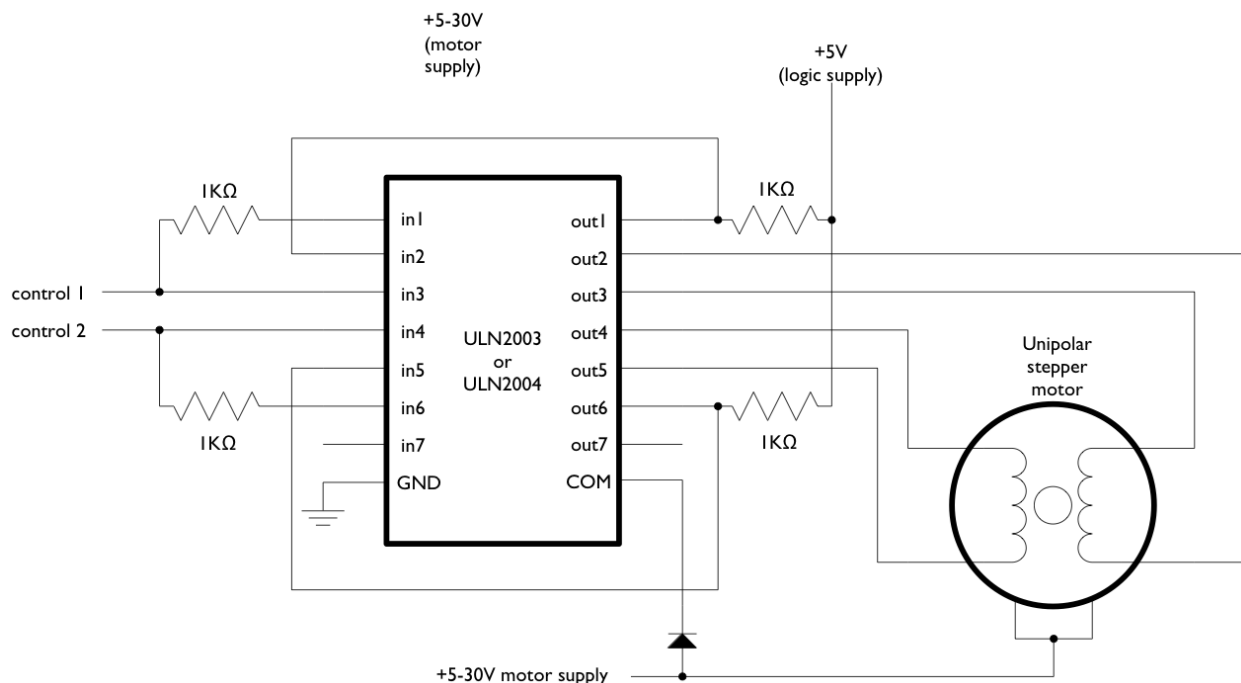 +5-30V
(motor
supply)
+5V
(logic supply)
1KΩ
1KΩ
in1
out1
in2
out2
control 1
in3
out3
control 2
in4
out4
ULN2003
or
ULN2004
Unipolar
stepper
motor
in5
out5
in6
out6
1KΩ
1KΩ
in7
out7
GND
COM
+5-30V motor supply